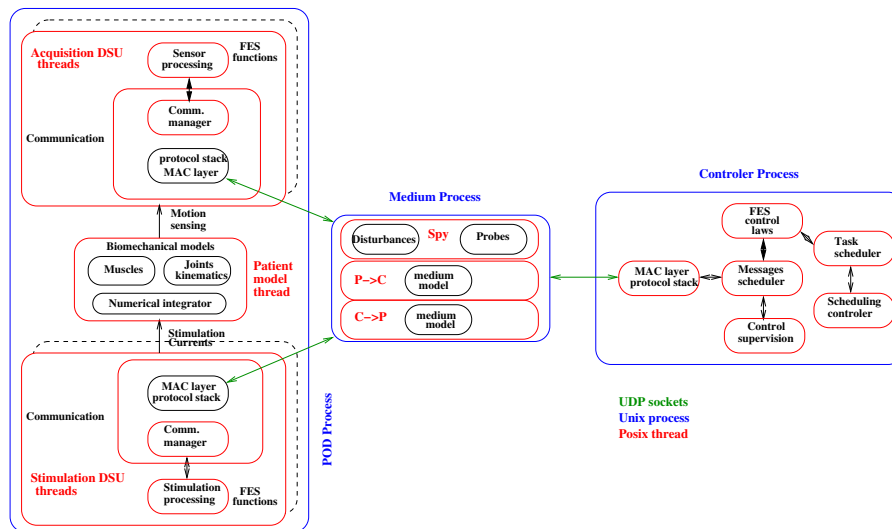 Acquisition DSU
threads
Sensor
processing
FES
functions
Comm.
manager
Communication
protocol stack
MAC layer
Motion
sensing
Biomechanical models
Muscles
Joints
kinematics
Numerical integrator
Patient
model
thread
Stimulation
Currents
MAC layer
protocol stack
Communication
Comm.
manager
Stimulation DSU
threads
Stimulation
processing
FES
functions
POD Process
Medium Process
Disturbances
Spy
Probes
P->C
medium
model
C->P
medium
model
Controler Process
FES
control
laws
Task
scheduler
MAC layer
protocol stack
Messages
scheduler
Scheduling
controler
Control
supervision
UDP sockets
Unix process
Posix thread